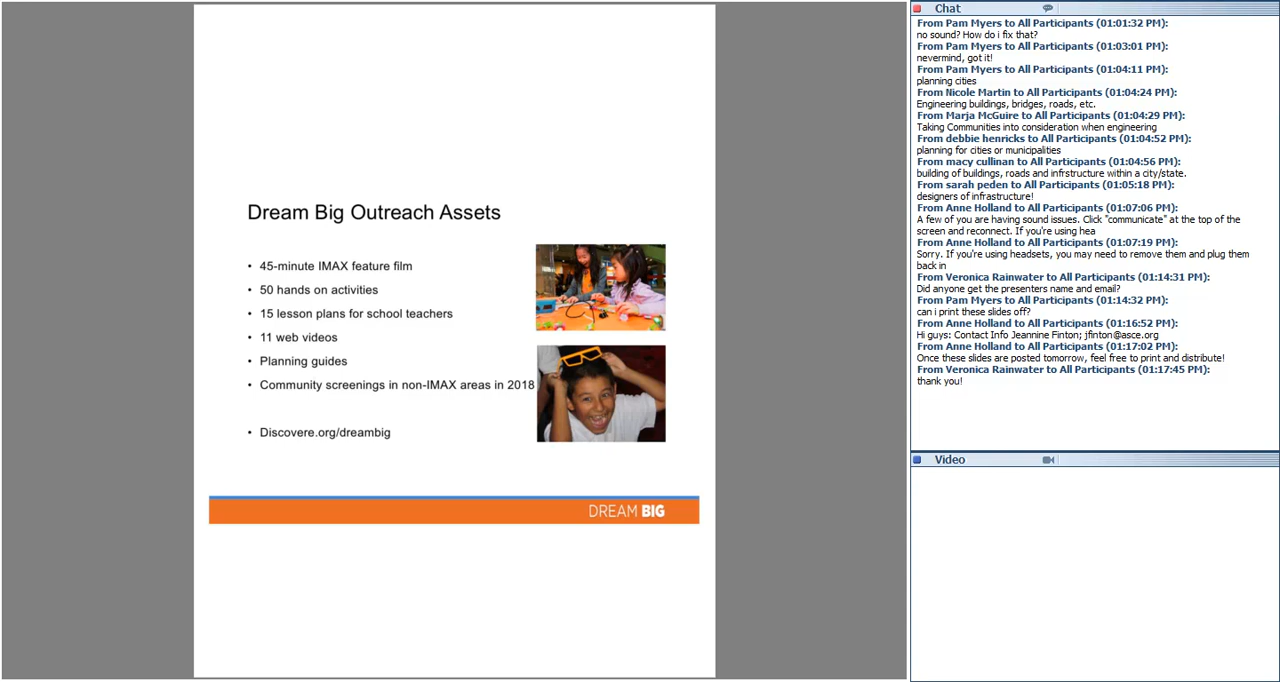 Dream Big Outreach Assets
• 45-minute IMAX feature film
• 50 hands on activities
• 15 lesson plans for school teachers
• 11 web videos
• Planning guides
• Community screenings in non-IMAX areas in 2018
• Discovere.org/dreambig
DREAM BIG
Chat
From Pam Myers to All Participants (01:01:32 PM):
no sound? How do i fix that?
From Pam Myers to All Participants (01:03:01 PM):
nevermind, got it!
From Pam Myers to All Participants (01:04:11 PM):
planning cities
From Nicole Martin to All Participants (01:04:24 PM):
Engineering buildings, bridges, roads, etc.
From Marja McGuire to All Participants (01:04:29 PM):
Taking Communities into consideration when engineering
From debbie henricks to All Participants (01:04:52 PM):
planning for cities or municipalities
From macy cullinan to All Participants (01:04:56 PM):
building of buildings, roads and infrstructure within a city/state.
From sarah peden to All Participants (01:05:18 PM):
designers of infrastructure!
From Anne Holland to All Participants (01:07:06 PM):
A few of you are having sound issues. Click "communicate" at the top of the
screen and reconnect. If you're using hea
From Anne Holland to All Participants (01:07:19 PM):
Sorry. If you're using headsets, you may need to remove them and plug them
back in
From Veronica Rainwater to All Participants (01:14:31 PM):
Did anyone get the presenters name and email?
From Pam Myers to All Participants (01:14:32 PM):
can i print these slides off?
From Anne Holland to All Participants (01:16:52 PM):
Hi guys: Contact Info Jeannine Finton; jfinton@asce.org
From Anne Holland to All Participants (01:17:02 PM):
Once these slides are posted tomorrow, feel free to print and distribute!
From Veronica Rainwater to All Participants (01:17:45 PM):
thank you!
Video